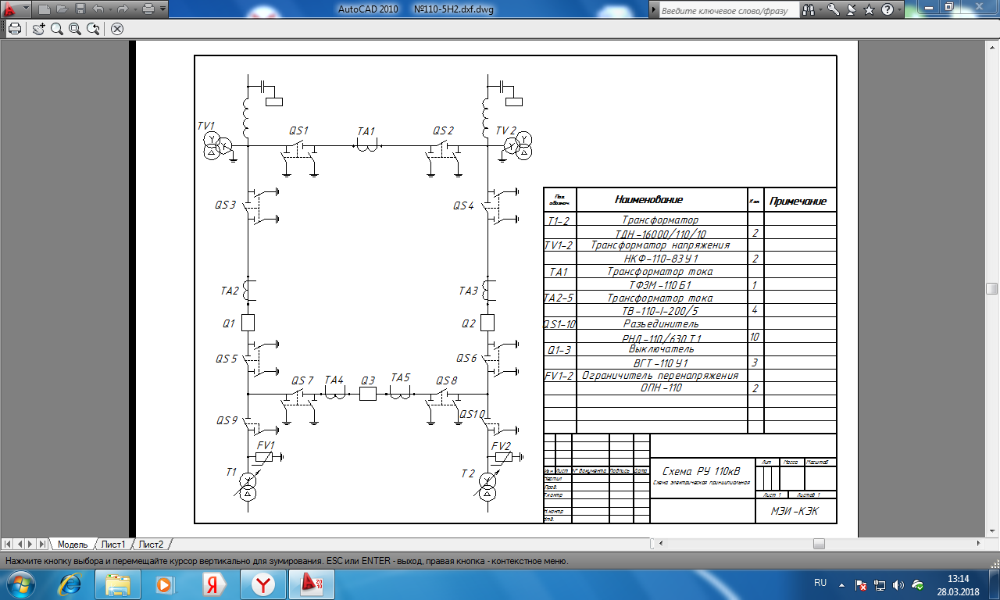 AutoCAD 2010 №110-5Н2.dxf.dwg
Введите ключевое слово/фразу
TV1
QS1
TA1
QS2
TV2
QS3
QS4
TA2
TA3
Q1
Q2
QS5
QS6
QS7
TA4
Q3
TA5
QS8
QS9
QS10
FV1
FV2
T1
T2
Поз. обознач. Наименование Кол. Примечание
Т1-2 Трансформатор
ТДН-16000/110/10 2
TV1-2 Трансформатор напряжения
НКФ-110-83 У1 2
ТА1 Трансформатор тока
ТФЗМ-110 Б1 1
ТА2-5 Трансформатор тока
ТВ-110-I-200/5 4
QS1-10 Разъединитель
РНД-110/630 Т1 10
Q1-3 Выключатель
ВГТ-110 У1 3
FV1-2 Ограничитель перенапряжения
ОПН-110 2
Изм Лист № документа Подпись Дата
Чертил
Пров.
Т.контр
Н.контр
Утв.
Схема РУ 110кВ
Схема электрическая принципиальная
Лит Масса Масштаб
Лист 1 Листов 1
МЭИ-КЭК
Модель Лист1 Лист2
Нажмите кнопку выбора и перемещайте курсор вертикально для зумирования. ESC или ENTER - выход, правая кнопка - контекстное меню.
RU
13:14
28.03.2018